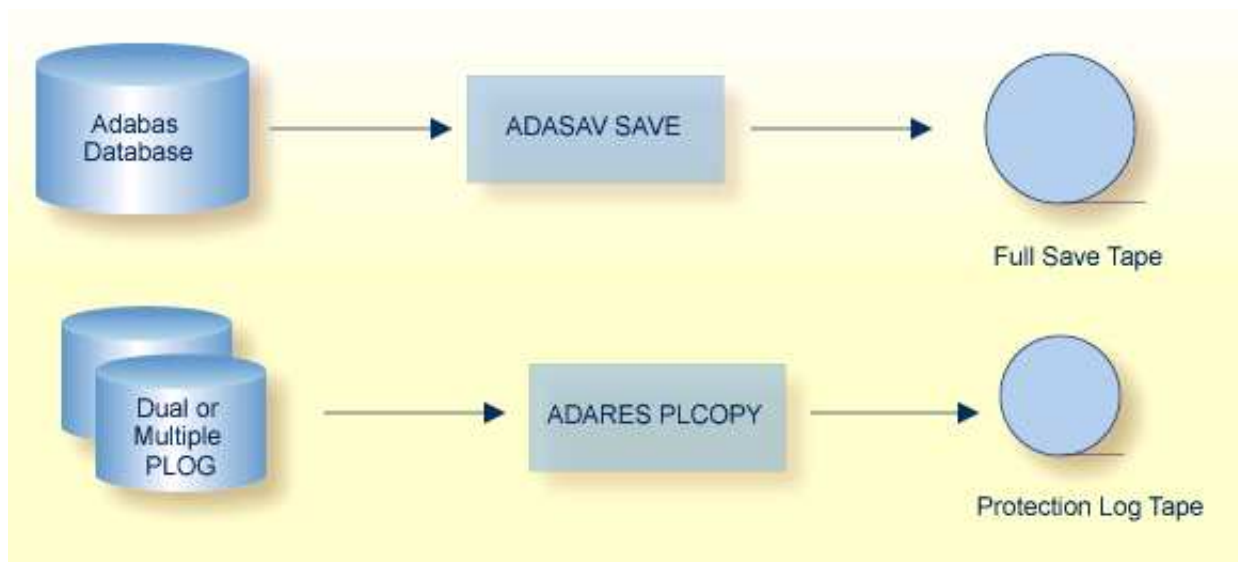 Adabas
Database
ADASAV SAVE
Full Save Tape
Dual or
Multiple
PLOG
ADARES PLCOPY
Protection Log Tape